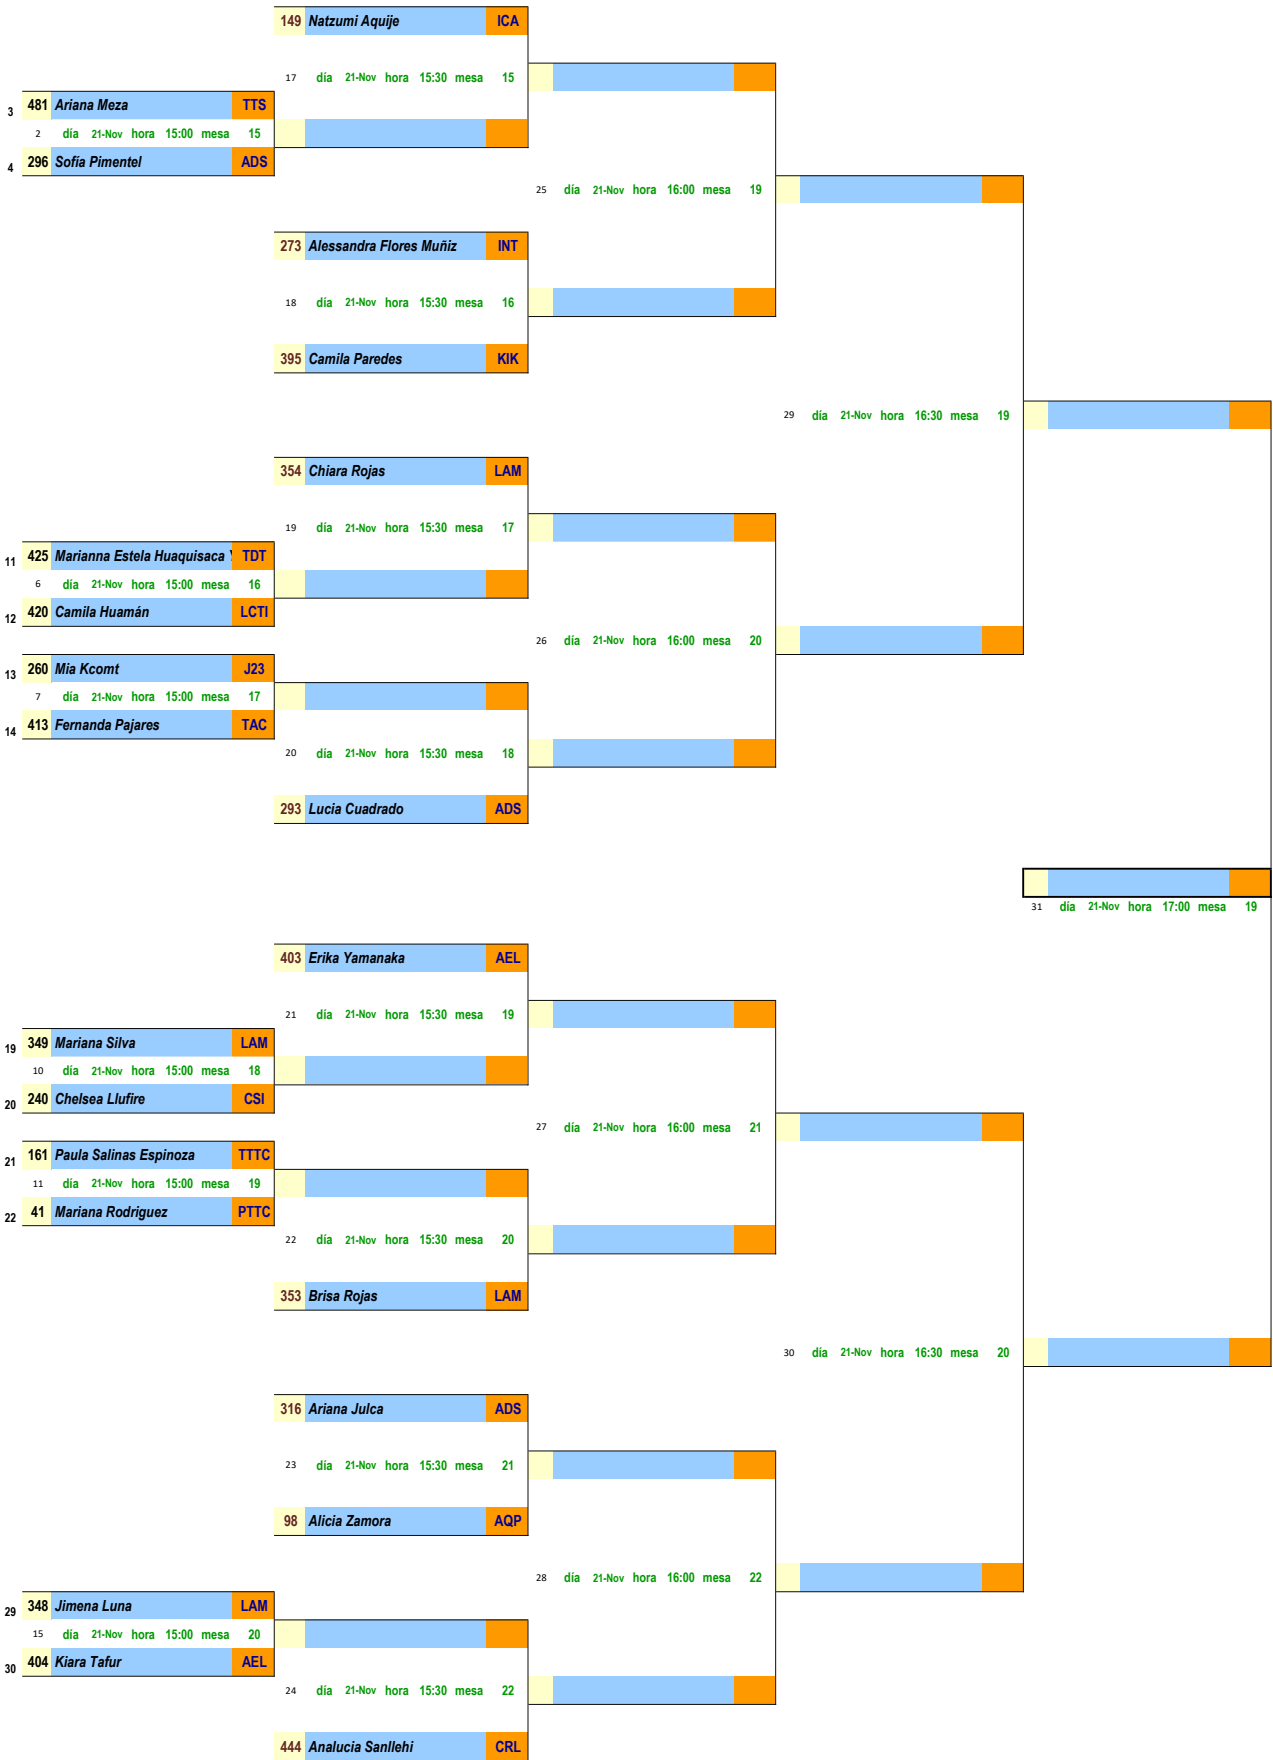 149 Natzumi Aquije ICA
17 día 21-Nov hora 15:30 mesa 15
3 481 Ariana Meza TTS
2 día 21-Nov hora 15:00 mesa 15
4 296 Sofía Pimentel ADS
25 día 21-Nov hora 16:00 mesa 19
273 Alessandra Flores Muñiz INT
18 día 21-Nov hora 15:30 mesa 16
395 Camila Paredes KIK
29 día 21-Nov hora 16:30 mesa 19
354 Chiara Rojas LAM
19 día 21-Nov hora 15:30 mesa 17
11 425 Marianna Estela Huaquisaca TDT
6 día 21-Nov hora 15:00 mesa 16
12 420 Camila Huamán LCTI
26 día 21-Nov hora 16:00 mesa 20
13 260 Mia Kcomt J23
7 día 21-Nov hora 15:00 mesa 17
14 413 Fernanda Pajares TAC
20 día 21-Nov hora 15:30 mesa 18
293 Lucia Cuadrado ADS
31 día 21-Nov hora 17:00 mesa 19
403 Erika Yamanaka AEL
21 día 21-Nov hora 15:30 mesa 19
19 349 Mariana Silva LAM
10 día 21-Nov hora 15:00 mesa 18
20 240 Chelsea Llufire CSI
27 día 21-Nov hora 16:00 mesa 21
21 161 Paula Salinas Espinoza TTTC
11 día 21-Nov hora 15:00 mesa 19
22 41 Mariana Rodriguez PTTC
22 día 21-Nov hora 15:30 mesa 20
353 Brisa Rojas LAM
30 día 21-Nov hora 16:30 mesa 20
316 Ariana Julca ADS
23 día 21-Nov hora 15:30 mesa 21
98 Alicia Zamora AQP
28 día 21-Nov hora 16:00 mesa 22
29 348 Jimena Luna LAM
15 día 21-Nov hora 15:00 mesa 20
30 404 Kiara Tafur AEL
24 día 21-Nov hora 15:30 mesa 22
444 Analucia Sanllehi CRL